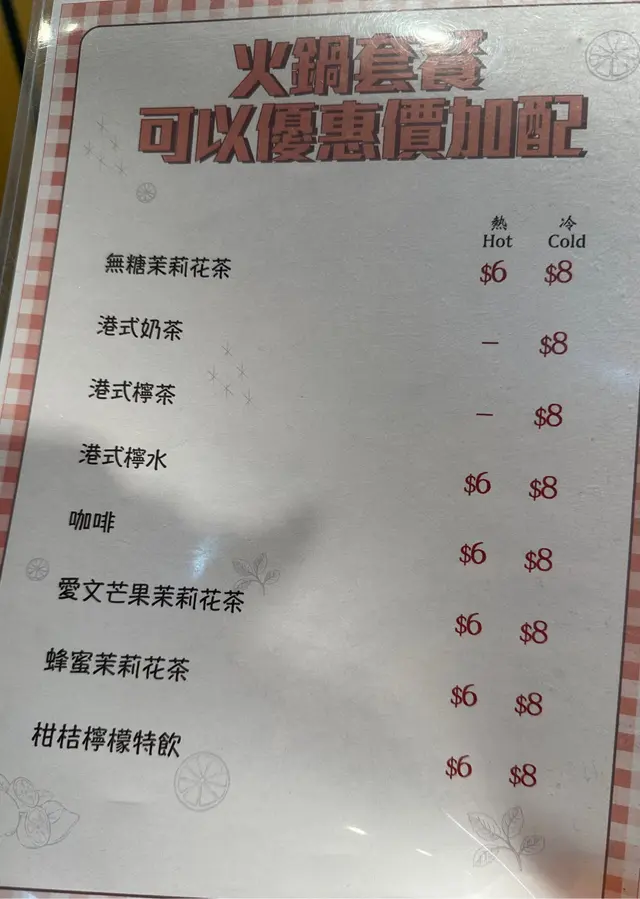 火鍋套餐
可以優惠價加配
熱 冷
Hot Cold
無糖茉莉花茶 $6 $8
港式奶茶 – $8
港式檸茶 – $8
港式檸水 $6 $8
咖啡 $6 $8
愛文芒果茉莉花茶 $6 $8
蜂蜜茉莉花茶 $6 $8
柑桔檸檬特飲 $6 $8